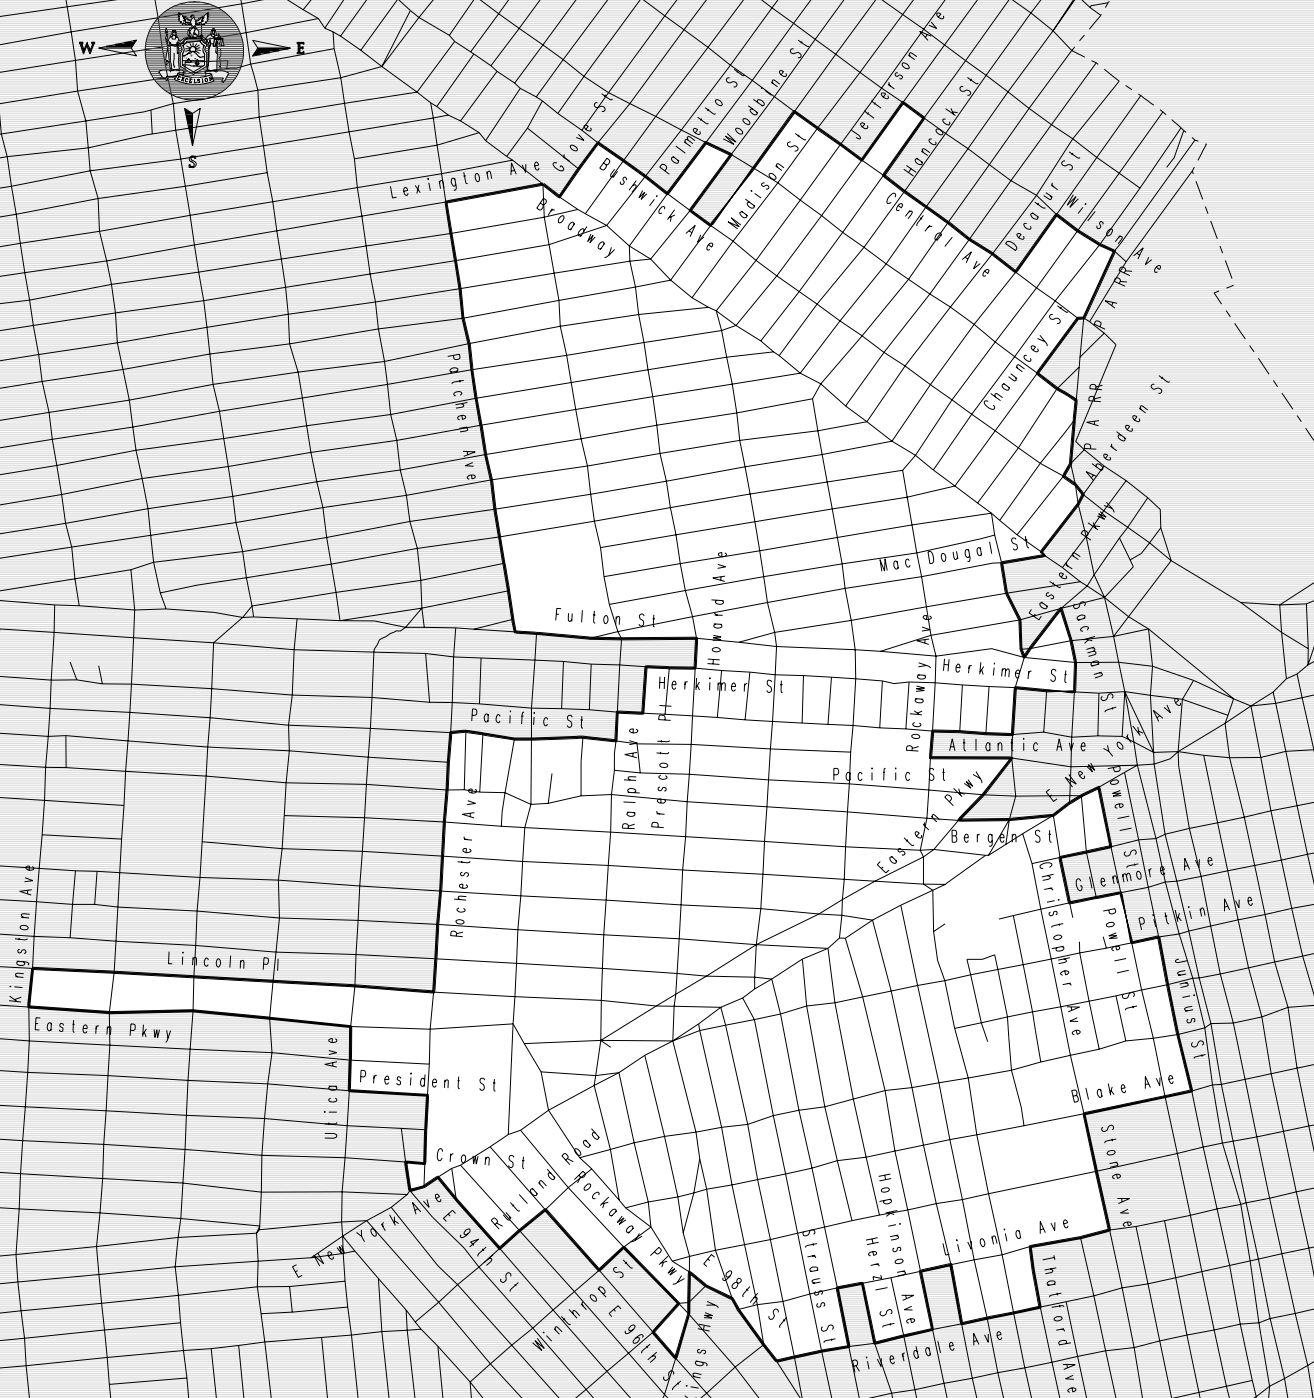 W E
EXCELSIOR
S
Grove St
Palmetto St
Woodbine St
Jefferson Ave
Hancock St
Lexington Ave
Bushwick Ave
Madison St
Broadway
Central Ave
Decatur St
Wilson Ave
P A RR
Chauncey St
P A RR
Aberdeen St
Patchen Ave
Eastern Pkwy
Mac Dougal St
Fulton St
Howard Ave
Rockaway Ave
Sackman St
Herkimer St
Herkimer St
Pacific St
Ralph Ave
Prescott Pl
Atlantic Ave
E New York Ave
Pacific St
Eastern Pkwy
Bergen St
Powell St
Glenmore Ave
Rochester Ave
Christopher Ave
Powell St
Pitkin Ave
Kingston Ave
Lincoln Pl
Junius St
Eastern Pkwy
Utica Ave
President St
Blake Ave
Stone Ave
Crown St
Rutland Road
Rockaway Pkwy
E New York Ave
E 94th St
Hopkinson Ave
Livonia Ave
Strauss St
Herzl St
Thatford Ave
E 98th St
Winthrop St
E 96th St
Kings Hwy
Riverdale Ave